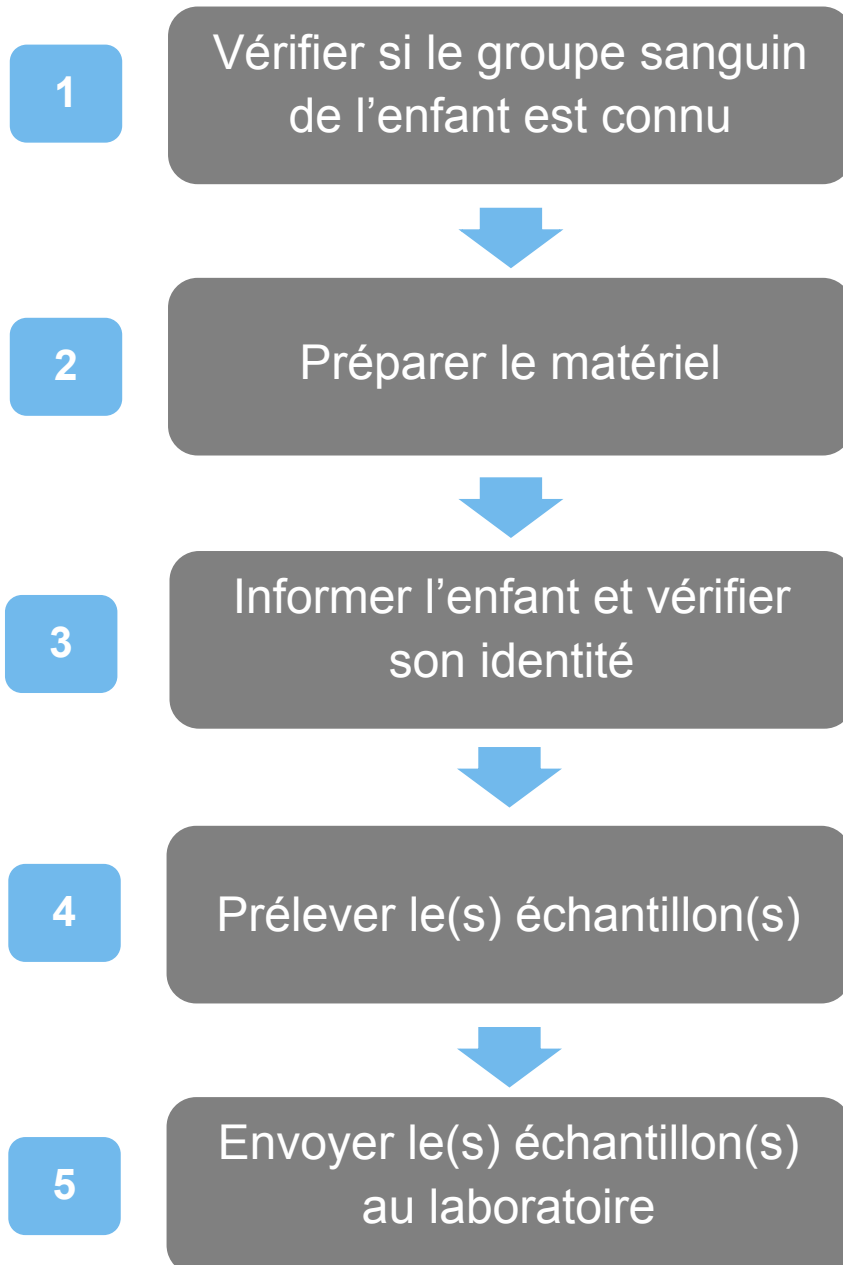 1
Vérifier si le groupe sanguin
de l’enfant est connu
2
Préparer le matériel
3
Informer l’enfant et vérifier
son identité
4
Prélever le(s) échantillon(s)
5
Envoyer le(s) échantillon(s)
au laboratoire